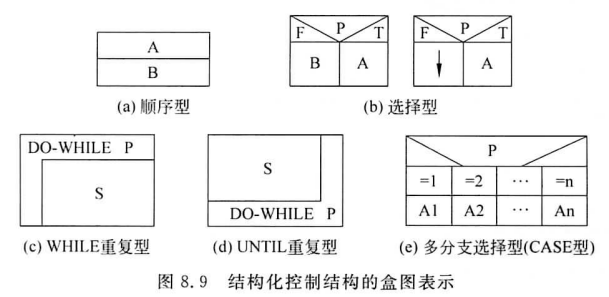 A
B
(a) 顺序型
F P T F P T
B A ↓ A
(b) 选择型
DO-WHILE P
S
(c) WHILE重复型
S
DO-WHILE P
(d) UNTIL重复型
P
=1 =2 … =n
A1 A2 … An
(e) 多分支选择型(CASE型)
图 8.9 结构化控制结构的盒图表示